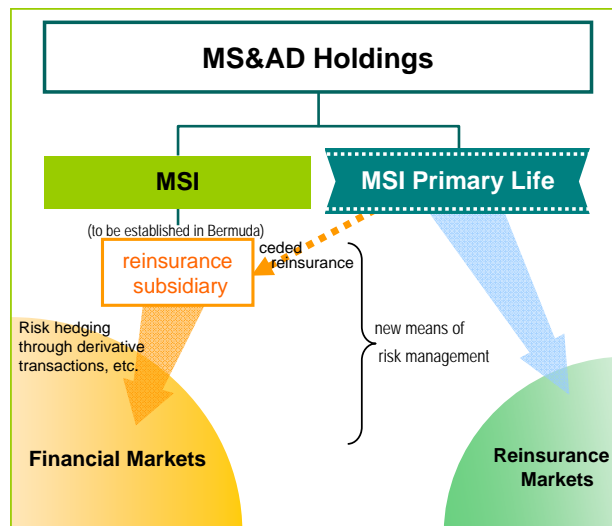 MS&AD Holdings
MSI
MSI Primary Life
(to be established in Bermuda)
ceded
reinsurance
reinsurance
subsidiary
Risk hedging
through derivative
transactions, etc.
new means of
risk management
Financial Markets
Reinsurance
Markets